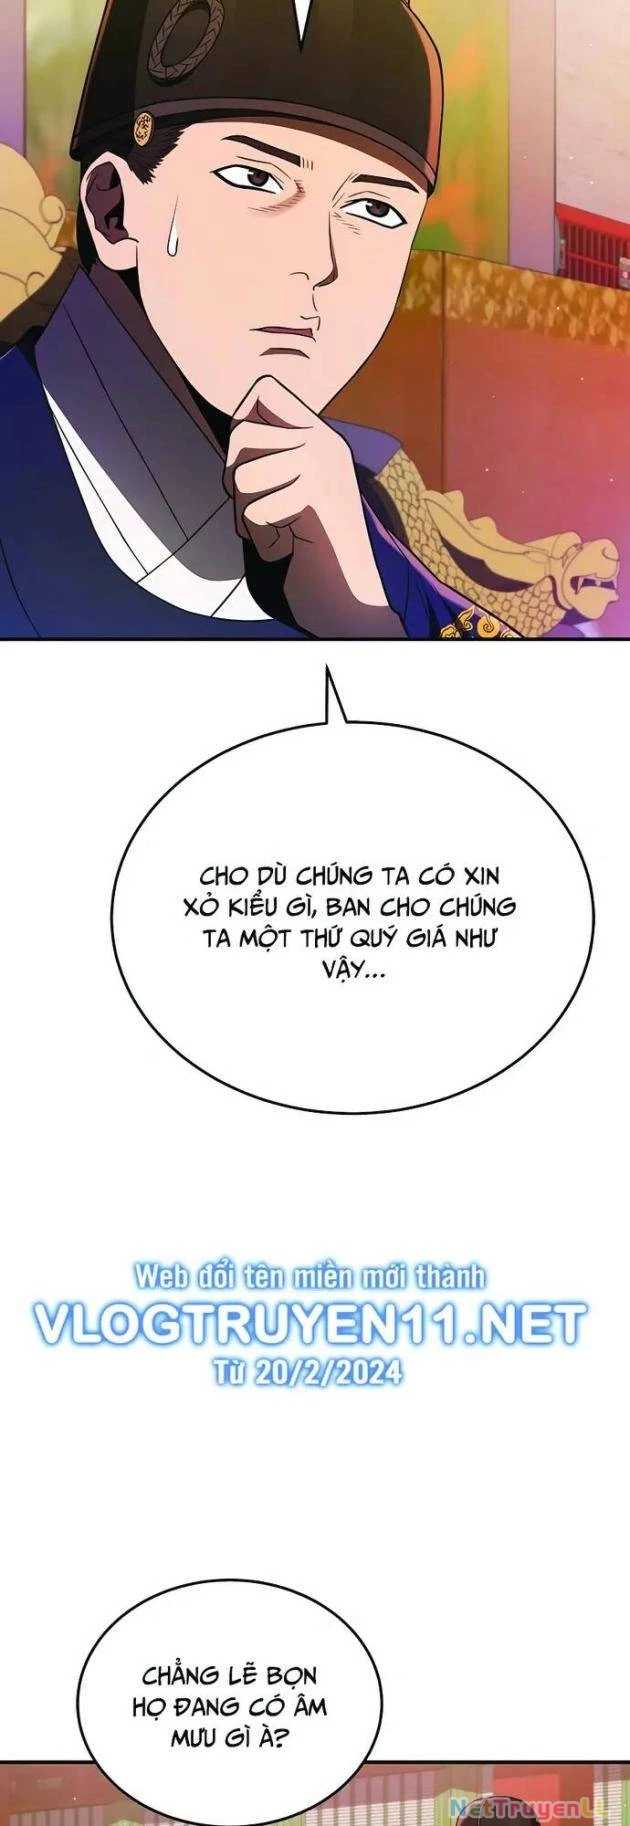 CHO DÙ CHÚNG TA CÓ XIN
XỎ KIỂU GÌ, BAN CHO CHÚNG
TA MỘT THỨ QUÝ GIÁ NHƯ
VẬY...
Web đổi tên miền mới thành
VLOGTRUYEN11.NET
Từ 20/2/2024
CHẲNG LẼ BỌN
HỌ ĐANG CÓ ÂM
MƯU GÌ À?
NetTruyenLL